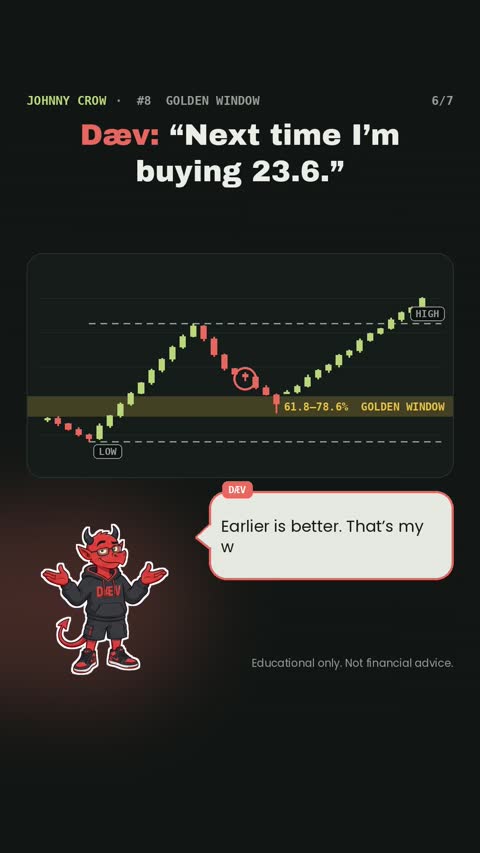 JOHNNY CROW · #8 GOLDEN WINDOW 6/7
Dæv: “Next time I’m
buying 23.6.”
HIGH
61.8–78.6% GOLDEN WINDOW
LOW
DÆV
Earlier is better. That’s my
w
DÆV
Educational only. Not financial advice.